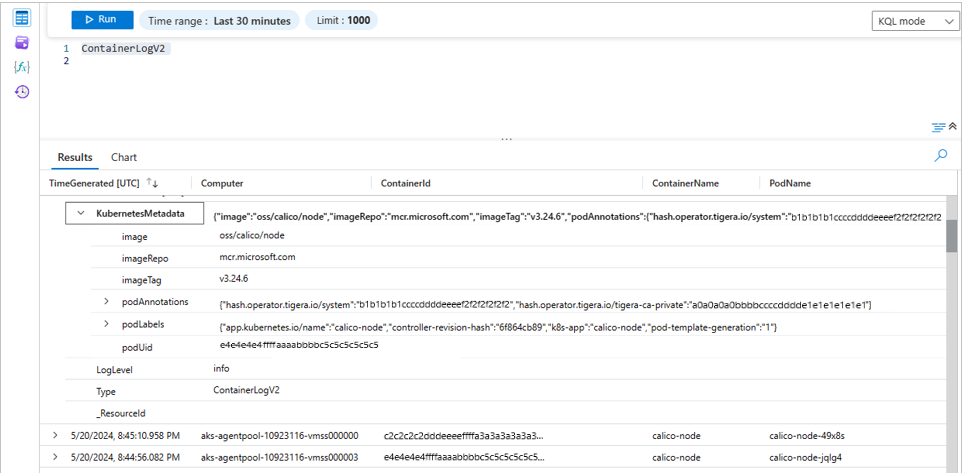 Run Time range : Last 30 minutes Limit : 1000 KQL mode
{fx}
1 ContainerLogV2
2
...
Results Chart
TimeGenerated [UTC] ↑↓ Computer ContainerId ContainerName PodName
KubernetesMetadata {"image":"oss/calico/node","imageRepo":"mcr.microsoft.com","imageTag":"v3.24.6","podAnnotations":{"hash.operator.tigera.io/system":"b1b1b1b1ccccddddeeeef2f2f2f2f2f2
image oss/calico/node
imageRepo mcr.microsoft.com
imageTag v3.24.6
podAnnotations {"hash.operator.tigera.io/system":"b1b1b1b1ccccddddeeeef2f2f2f2f2f2","hash.operator.tigera.io/tigera-ca-private":"a0a0a0a0bbbbccccdddde1e1e1e1e1e1"}
podLabels {"app.kubernetes.io/name":"calico-node","controller-revision-hash":"6f864cb89","k8s-app":"calico-node","pod-template-generation":"1"}
podUid e4e4e4e4ffffaaaabbbbc5c5c5c5c5c5
LogLevel info
Type ContainerLogV2
_ResourceId
5/20/2024, 8:45:10.958 PM aks-agentpool-10923116-vmss000000 c2c2c2c2dddeeeeffffa3a3a3a3a3a3... calico-node calico-node-49x8s
5/20/2024, 8:44:56.082 PM aks-agentpool-10923116-vmss000003 e4e4e4e4ffffaaaabbbbc5c5c5c5c5c5... calico-node calico-node-jqlg4